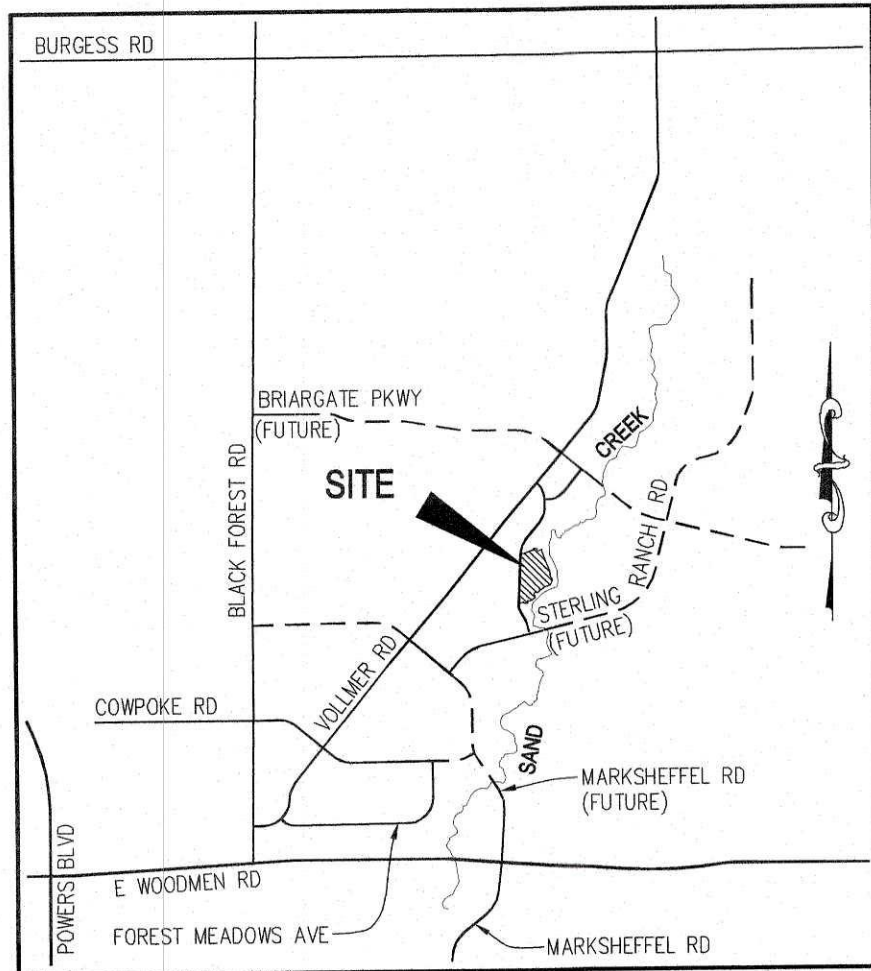 BURGESS RD
BRIARGATE PKWY
(FUTURE)
CREEK
SITE
BLACK FOREST RD
RANCH RD
STERLING
(FUTURE)
VOLLMER RD
COWPOKE RD
SAND
MARKSHEFFEL RD
(FUTURE)
POWERS BLVD
E WOODMEN RD
FOREST MEADOWS AVE
MARKSHEFFEL RD